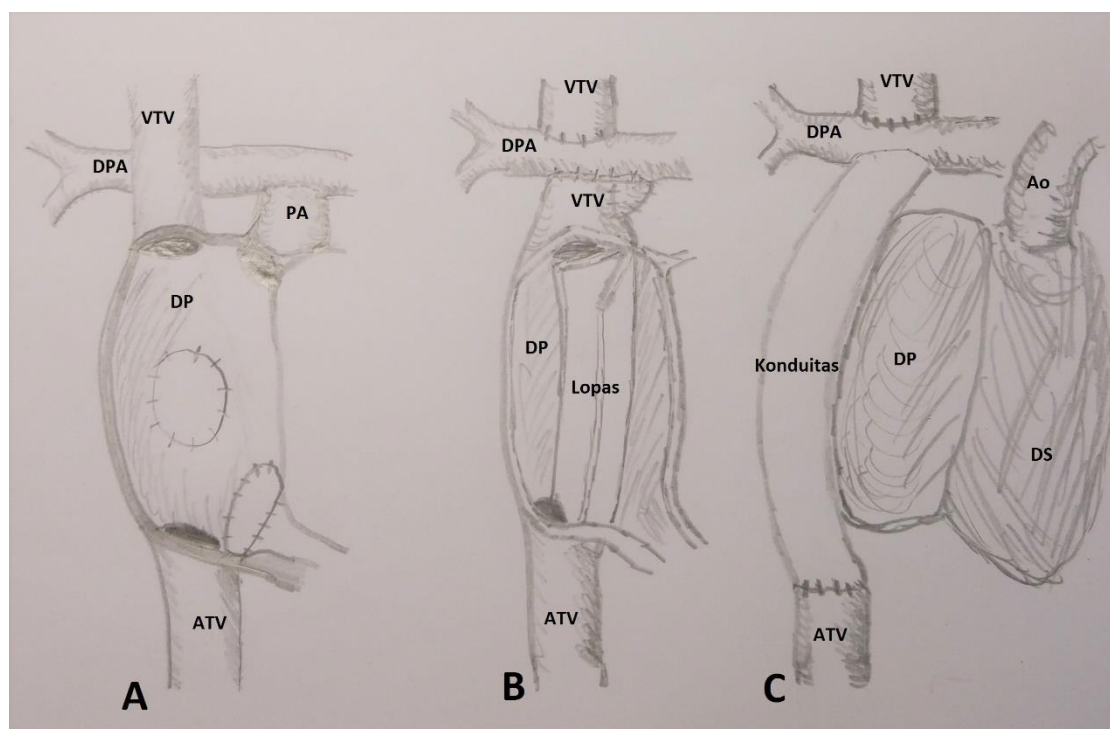 VTV
DPA
PA
DP
ATV
A
VTV
DPA
VTV
DP
Lopas
ATV
B
VTV
DPA
Ao
Konduitas
DP
DS
ATV
C